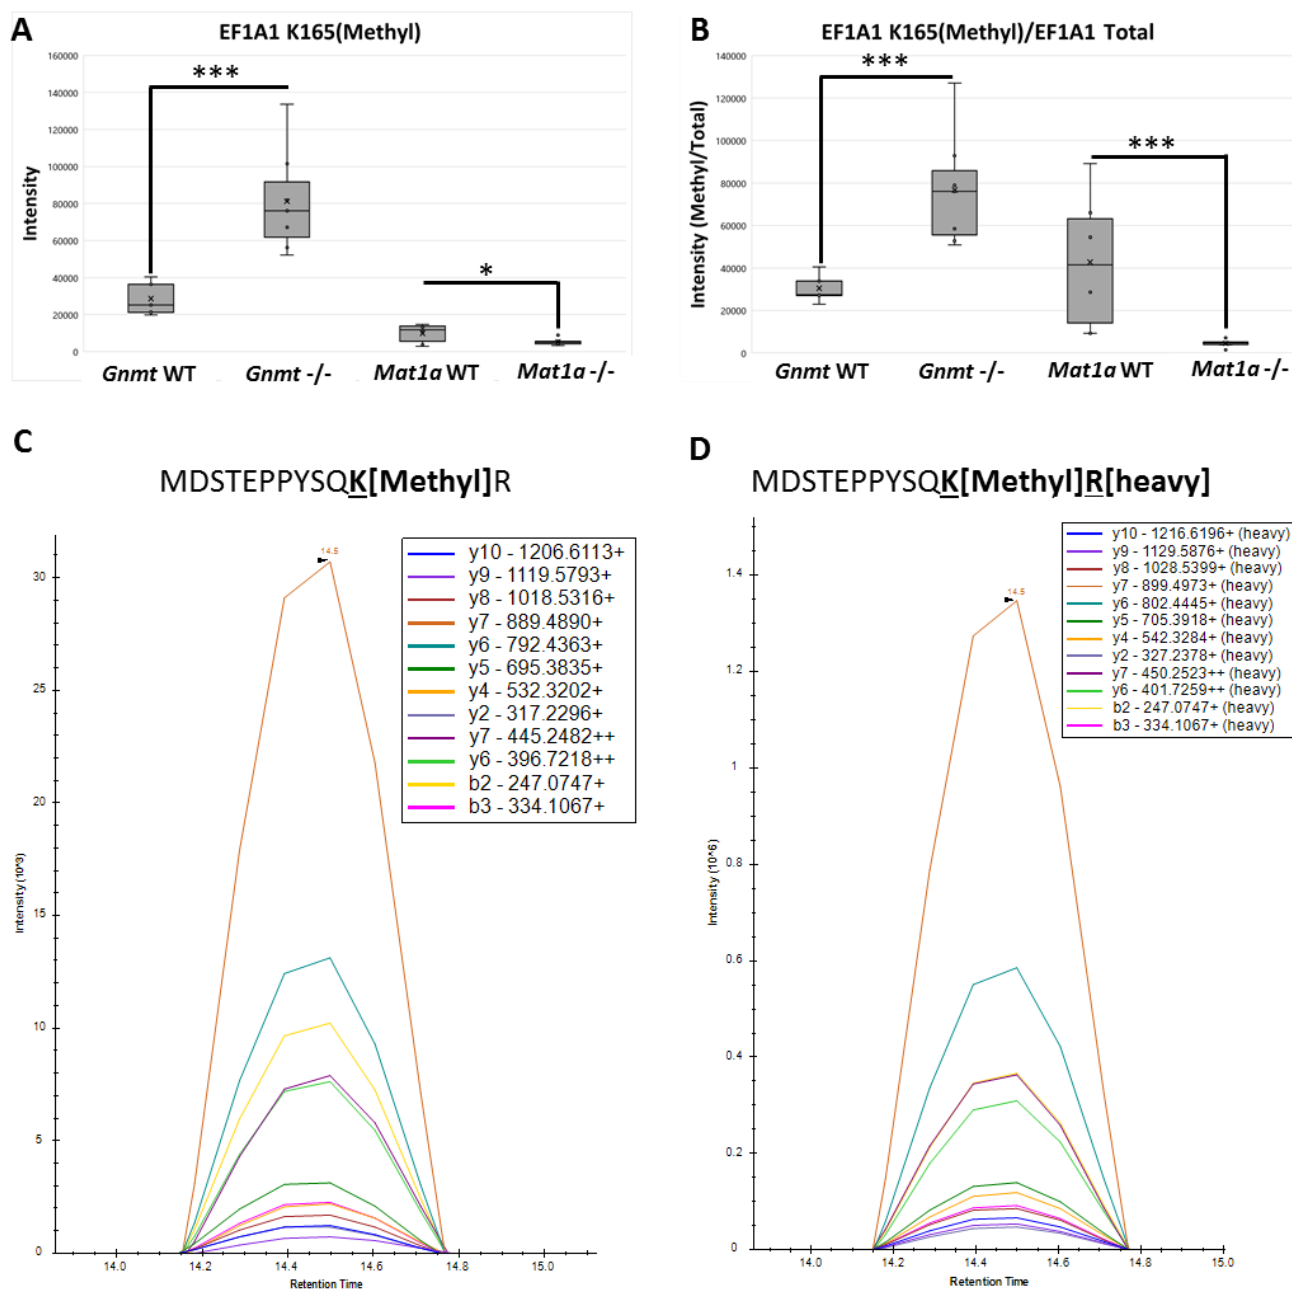 A
EF1A1 K165(Methyl)
160000
140000
120000
100000
80000
60000
40000
20000
0
Intensity
***
*
Gnmt WT
Gnmt -/-
Mat1a WT
Mat1a -/-
B
EF1A1 K165(Methyl)/EF1A1 Total
140000
120000
100000
80000
60000
40000
20000
0
Intensity (Methyl/Total)
***
***
Gnmt WT
Gnmt -/-
Mat1a WT
Mat1a -/-
C
MDSTEPPYSQK[Methyl]R
14.5
y10 - 1206.6113+
y9 - 1119.5793+
y8 - 1018.5316+
y7 - 889.4890+
y6 - 792.4363+
y5 - 695.3835+
y4 - 532.3202+
y2 - 317.2296+
y7 - 445.2482++
y6 - 396.7218++
b2 - 247.0747+
b3 - 334.1067+
30
25
20
15
10
5
0
Intensity (10^3)
14.0
14.2
14.4
14.6
14.8
15.0
Retention Time
D
MDSTEPPYSQK[Methyl]R[heavy]
14.5
y10 - 1216.6196+ (heavy)
y9 - 1129.5876+ (heavy)
y8 - 1028.5399+ (heavy)
y7 - 899.4973+ (heavy)
y6 - 802.4445+ (heavy)
y5 - 705.3918+ (heavy)
y4 - 542.3284+ (heavy)
y2 - 327.2378+ (heavy)
y7 - 450.2523++ (heavy)
y6 - 401.7259++ (heavy)
b2 - 247.0747+ (heavy)
b3 - 334.1067+ (heavy)
1.4
1.2
1
0.8
0.6
0.4
0.2
0
Intensity (10^6)
14.0
14.2
14.4
14.6
14.8
15.0
Retention Time